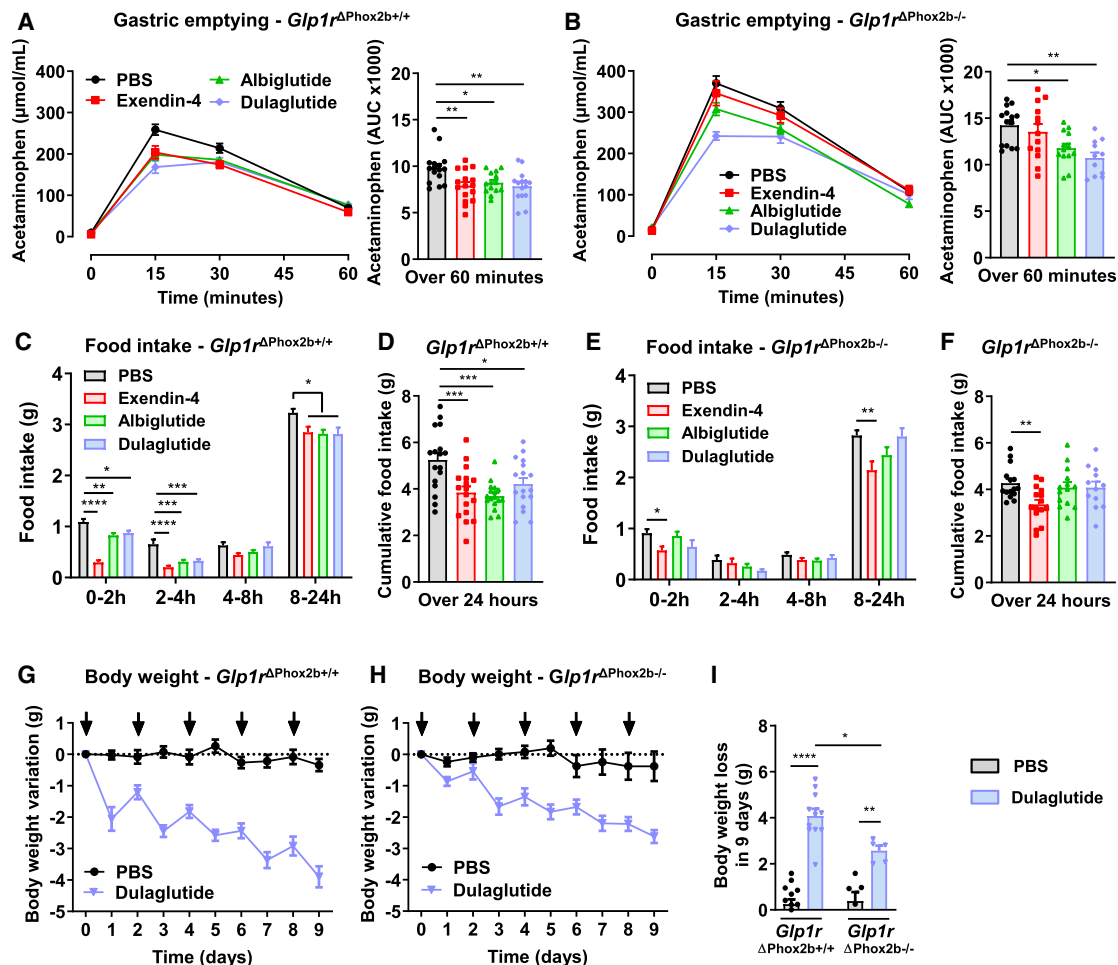 A
Gastric emptying - Glp1rΔPhox2b+/+
Acetaminophen (μmol/mL)
400
300
200
100
0
PBS
Exendin-4
Albiglutide
Dulaglutide
0 15 30 45 60
Time (minutes)
Acetaminophen (AUC x1000)
20
15
10
5
0
**
*
**
Over 60 minutes
B
Gastric emptying - Glp1rΔPhox2b-/-
Acetaminophen (μmol/mL)
400
300
200
100
0
PBS
Exendin-4
Albiglutide
Dulaglutide
0 15 30 45 60
Time (minutes)
Acetaminophen (AUC x1000)
20
15
10
5
0
**
*
Over 60 minutes
C
Food intake - Glp1rΔPhox2b+/+
Food intake (g)
4
3
2
1
0
PBS
Exendin-4
Albiglutide
Dulaglutide
*
**
****
***
***
****
*
0-2h 2-4h 4-8h 8-24h
D
Glp1rΔPhox2b+/+
Cumulative food intake (g)
8
6
4
2
0
*
***
***
Over 24 hours
E
Food intake - Glp1rΔPhox2b-/-
Food intake (g)
4
3
2
1
0
PBS
Exendin-4
Albiglutide
Dulaglutide
*
**
0-2h 2-4h 4-8h 8-24h
F
Glp1rΔPhox2b-/-
Cumulative food intake (g)
8
6
4
2
0
**
Over 24 hours
G
Body weight - Glp1rΔPhox2b+/+
Body weight variation (g)
1
0
-1
-2
-3
-4
-5
PBS
Dulaglutide
0 1 2 3 4 5 6 7 8 9
Time (days)
H
Body weight - Glp1rΔPhox2b-/-
Body weight variation (g)
1
0
-1
-2
-3
-4
-5
PBS
Dulaglutide
0 1 2 3 4 5 6 7 8 9
Time (days)
I
Body weight loss
in 9 days (g)
8
6
4
2
0
****
*
**
Glp1r Glp1r
ΔPhox2b+/+ ΔPhox2b-/-
PBS
Dulaglutide